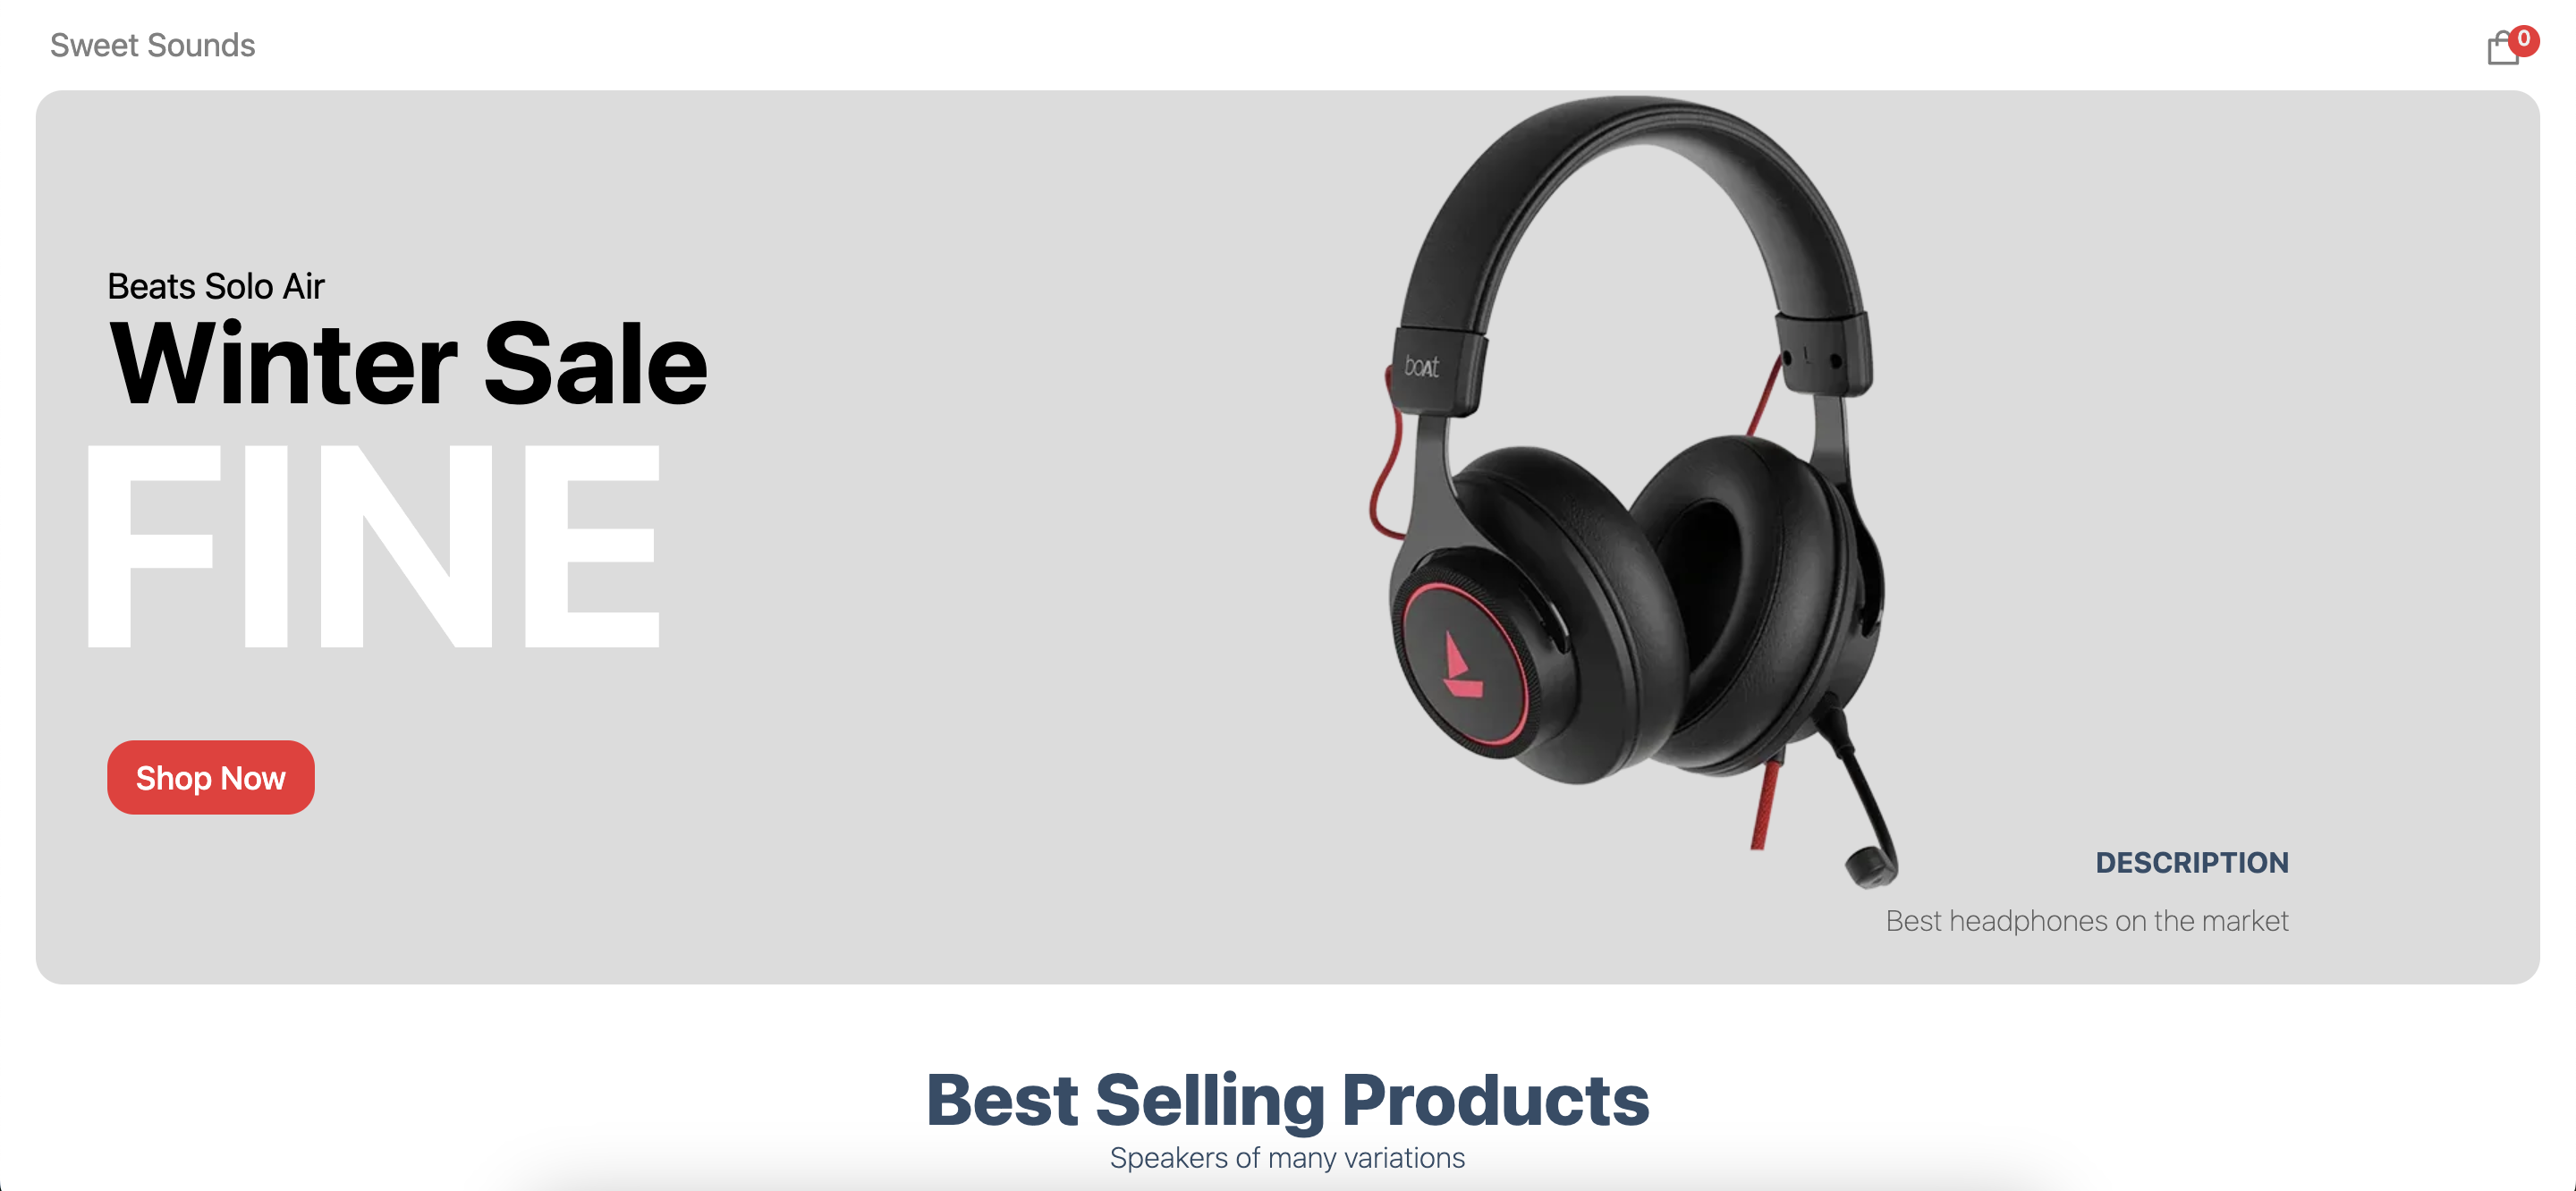 Sweet Sounds
0
Beats Solo Air
Winter Sale
FINE
Shop Now
boAt
L
DESCRIPTION
Best headphones on the market
Best Selling Products
Speakers of many variations